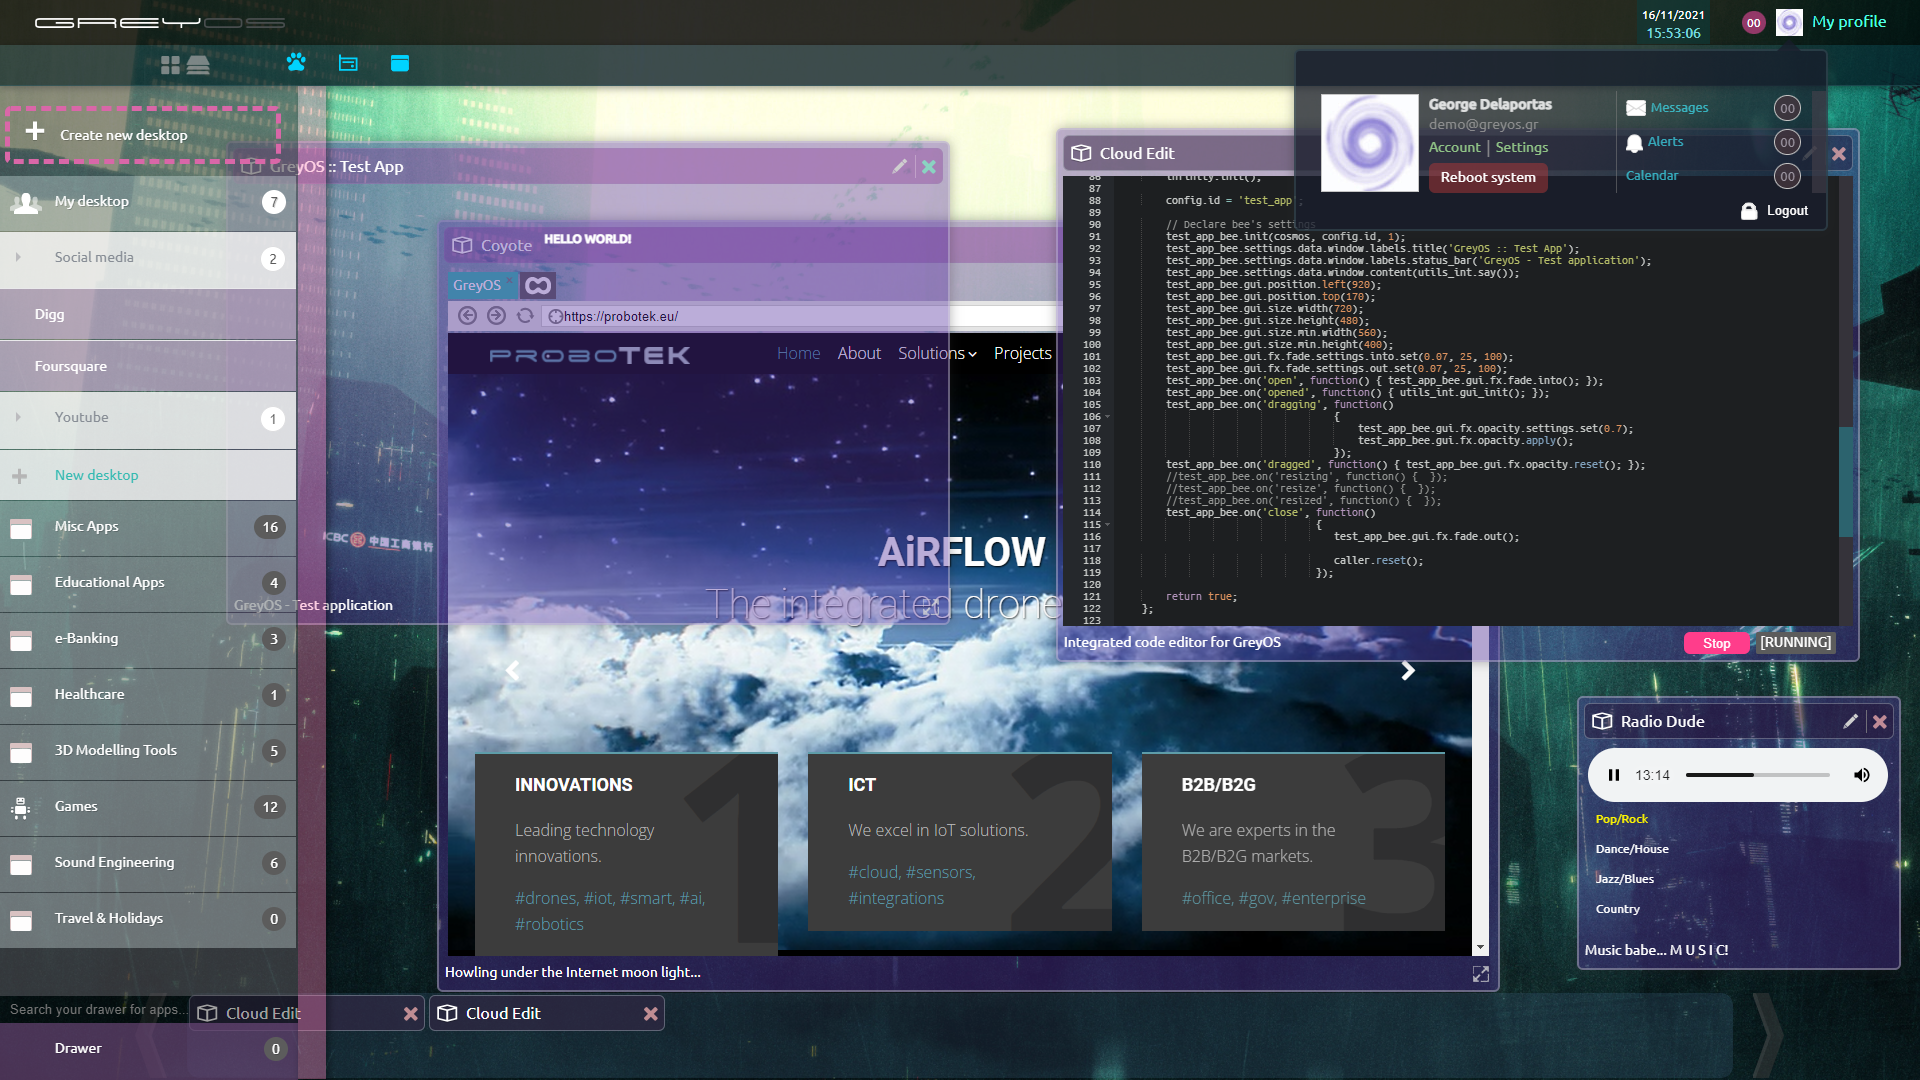 GREYOS
16/11/2021
15:53:06
00
My profile
George Delaportas
demo@greyos.gr
Account | Settings
Reboot system
Messages
00
Alerts
00
Calendar
00
Logout
Create new desktop
My desktop
7
Social media
2
Digg
Foursquare
Youtube
1
New desktop
Misc Apps
16
Educational Apps
4
e-Banking
3
Healthcare
1
3D Modelling Tools
5
Games
12
Sound Engineering
6
Travel & Holidays
0
Search your drawer for apps...
Drawer
0
GreyOS :: Test App
HELLO WORLD!
GreyOS - Test application
ICBC 中国工商银行
Coyote
GreyOS
https://probotek.eu/
PROBOTEK
Home
About
Solutions
Projects
AiRFLOW
The integrated drone
INNOVATIONS
1
Leading technology
innovations.
#drones, #iot, #smart, #ai,
#robotics
ICT
2
We excel in IoT solutions.
#cloud, #sensors,
#integrations
B2B/B2G
3
We are experts in the
B2B/B2G markets.
#office, #gov, #enterprise
Howling under the Internet moon light...
Cloud Edit
86 infinity.init();
87
88 config.id = 'test_app';
89
90 // Declare bee's settings
91 test_app_bee.init(cosmos, config.id, 1);
92 test_app_bee.settings.data.window.labels.title('GreyOS :: Test App');
93 test_app_bee.settings.data.window.labels.status_bar('GreyOS - Test application');
94 test_app_bee.settings.data.window.content(utils_int.say());
95 test_app_bee.gui.position.left(920);
96 test_app_bee.gui.position.top(170);
97 test_app_bee.gui.size.width(720);
98 test_app_bee.gui.size.height(480);
99 test_app_bee.gui.size.min.width(560);
100 test_app_bee.gui.size.min.height(400);
101 test_app_bee.gui.fx.fade.settings.into.set(0.07, 25, 100);
102 test_app_bee.gui.fx.fade.settings.out.set(0.07, 25, 100);
103 test_app_bee.on('open', function() { test_app_bee.gui.fx.fade.into(); });
104 test_app_bee.on('opened', function() { utils_int.gui_init(); });
105 test_app_bee.on('dragging', function()
106 {
107 test_app_bee.gui.fx.opacity.settings.set(0.7);
108 test_app_bee.gui.fx.opacity.apply();
109 });
110 test_app_bee.on('dragged', function() { test_app_bee.gui.fx.opacity.reset(); });
111 //test_app_bee.on('resizing', function() {  });
112 //test_app_bee.on('resize', function() {  });
113 //test_app_bee.on('resized', function() {  });
114 test_app_bee.on('close', function()
115 {
116 test_app_bee.gui.fx.fade.out();
117
118 caller.reset();
119 });
120
121 return true;
122 };
123
Integrated code editor for GreyOS
Stop
[RUNNING]
Radio Dude
13:14
Pop/Rock
Dance/House
Jazz/Blues
Country
Music babe... M U S I C!
Cloud Edit
Cloud Edit